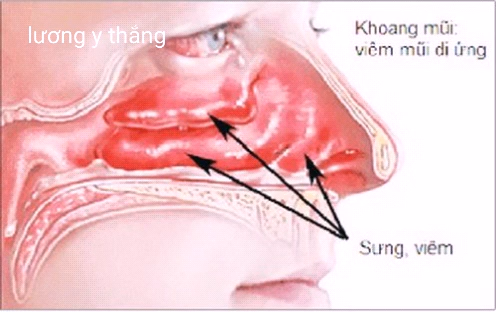 lương y thắng
Khoang mũi:
viêm mũi dị ứng
Sưng, viêm